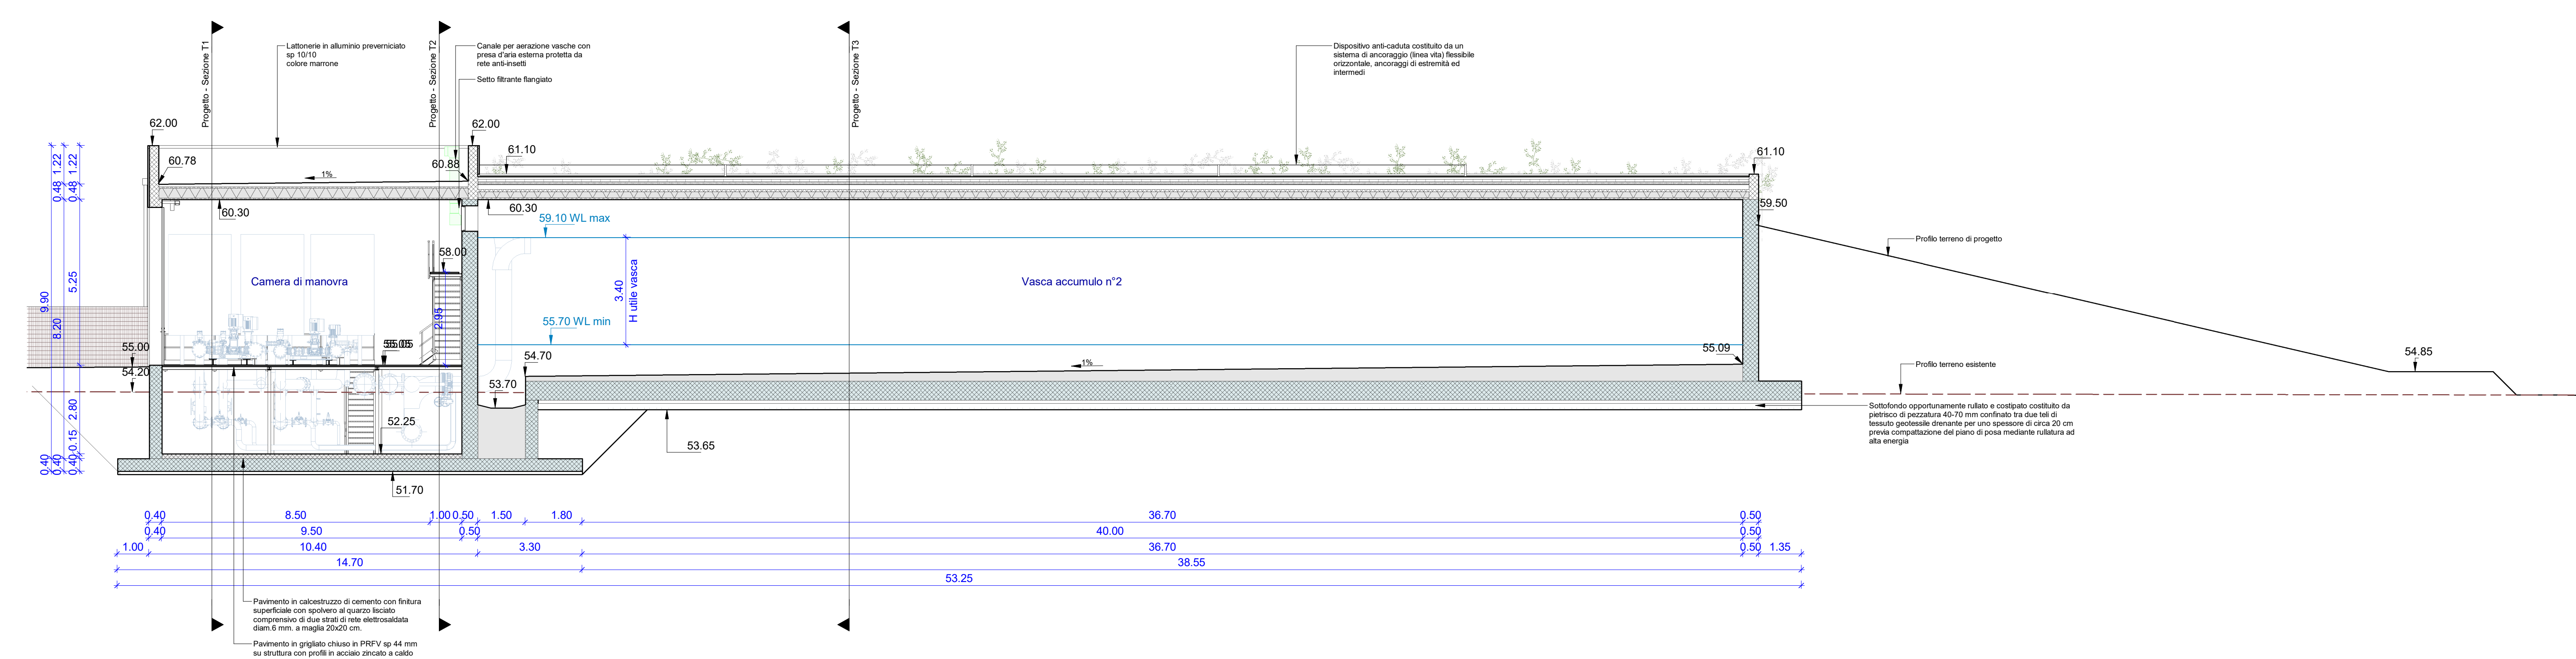 Progetto - Sezione T1
Progetto - Sezione T2
Progetto - Sezione T3
Lattonerie in alluminio preverniciato
sp 10/10
colore marrone
Canale per aerazione vasche con
presa d'aria esterna protetta da
rete anti-insetti
Setto filtrante flangiato
Dispositivo anti-caduta costituito da un
sistema di ancoraggio (linea vita) flessibile
orizzontale, ancoraggi di estremità ed
intermedi
62.00
62.00
60.78
60.88
61.10
61.10
1%
60.30
60.30
59.50
59.10 WL max
58.00
Camera di manovra
Vasca accumulo n°2
3.40
H utile vasca
2.95
55.70 WL min
Profilo terreno di progetto
55.00
55.05
54.20
54.70
1%
55.09
54.85
Profilo terreno esistente
53.70
52.25
53.65
51.70
Sottofondo opportunamente rullato e costipato costituito da
pietrisco di pezzatura 40-70 mm confinato tra due teli di
tessuto geotessile drenante per uno spessore di circa 20 cm
previa compattazione del piano di posa mediante rullatura ad
alta energia
9.90
0.40
1.22
0.48
8.20
0.40
1.22
0.48
5.25
2.80
0.15
0.40
0.40 8.50 1.00 0.50 1.50 1.80 36.70 0.50
0.40 9.50 0.50 40.00 0.50
1.00 10.40 3.30 36.70 0.50 1.35
14.70 38.55
53.25
Pavimento in calcestruzzo di cemento con finitura
superficiale con spolvero al quarzo lisciato
comprensivo di due strati di rete elettrosaldata
diam.6 mm. a maglia 20x20 cm.
Pavimento in grigliato chiuso in PRFV sp 44 mm
su struttura con profili in acciaio zincato a caldo